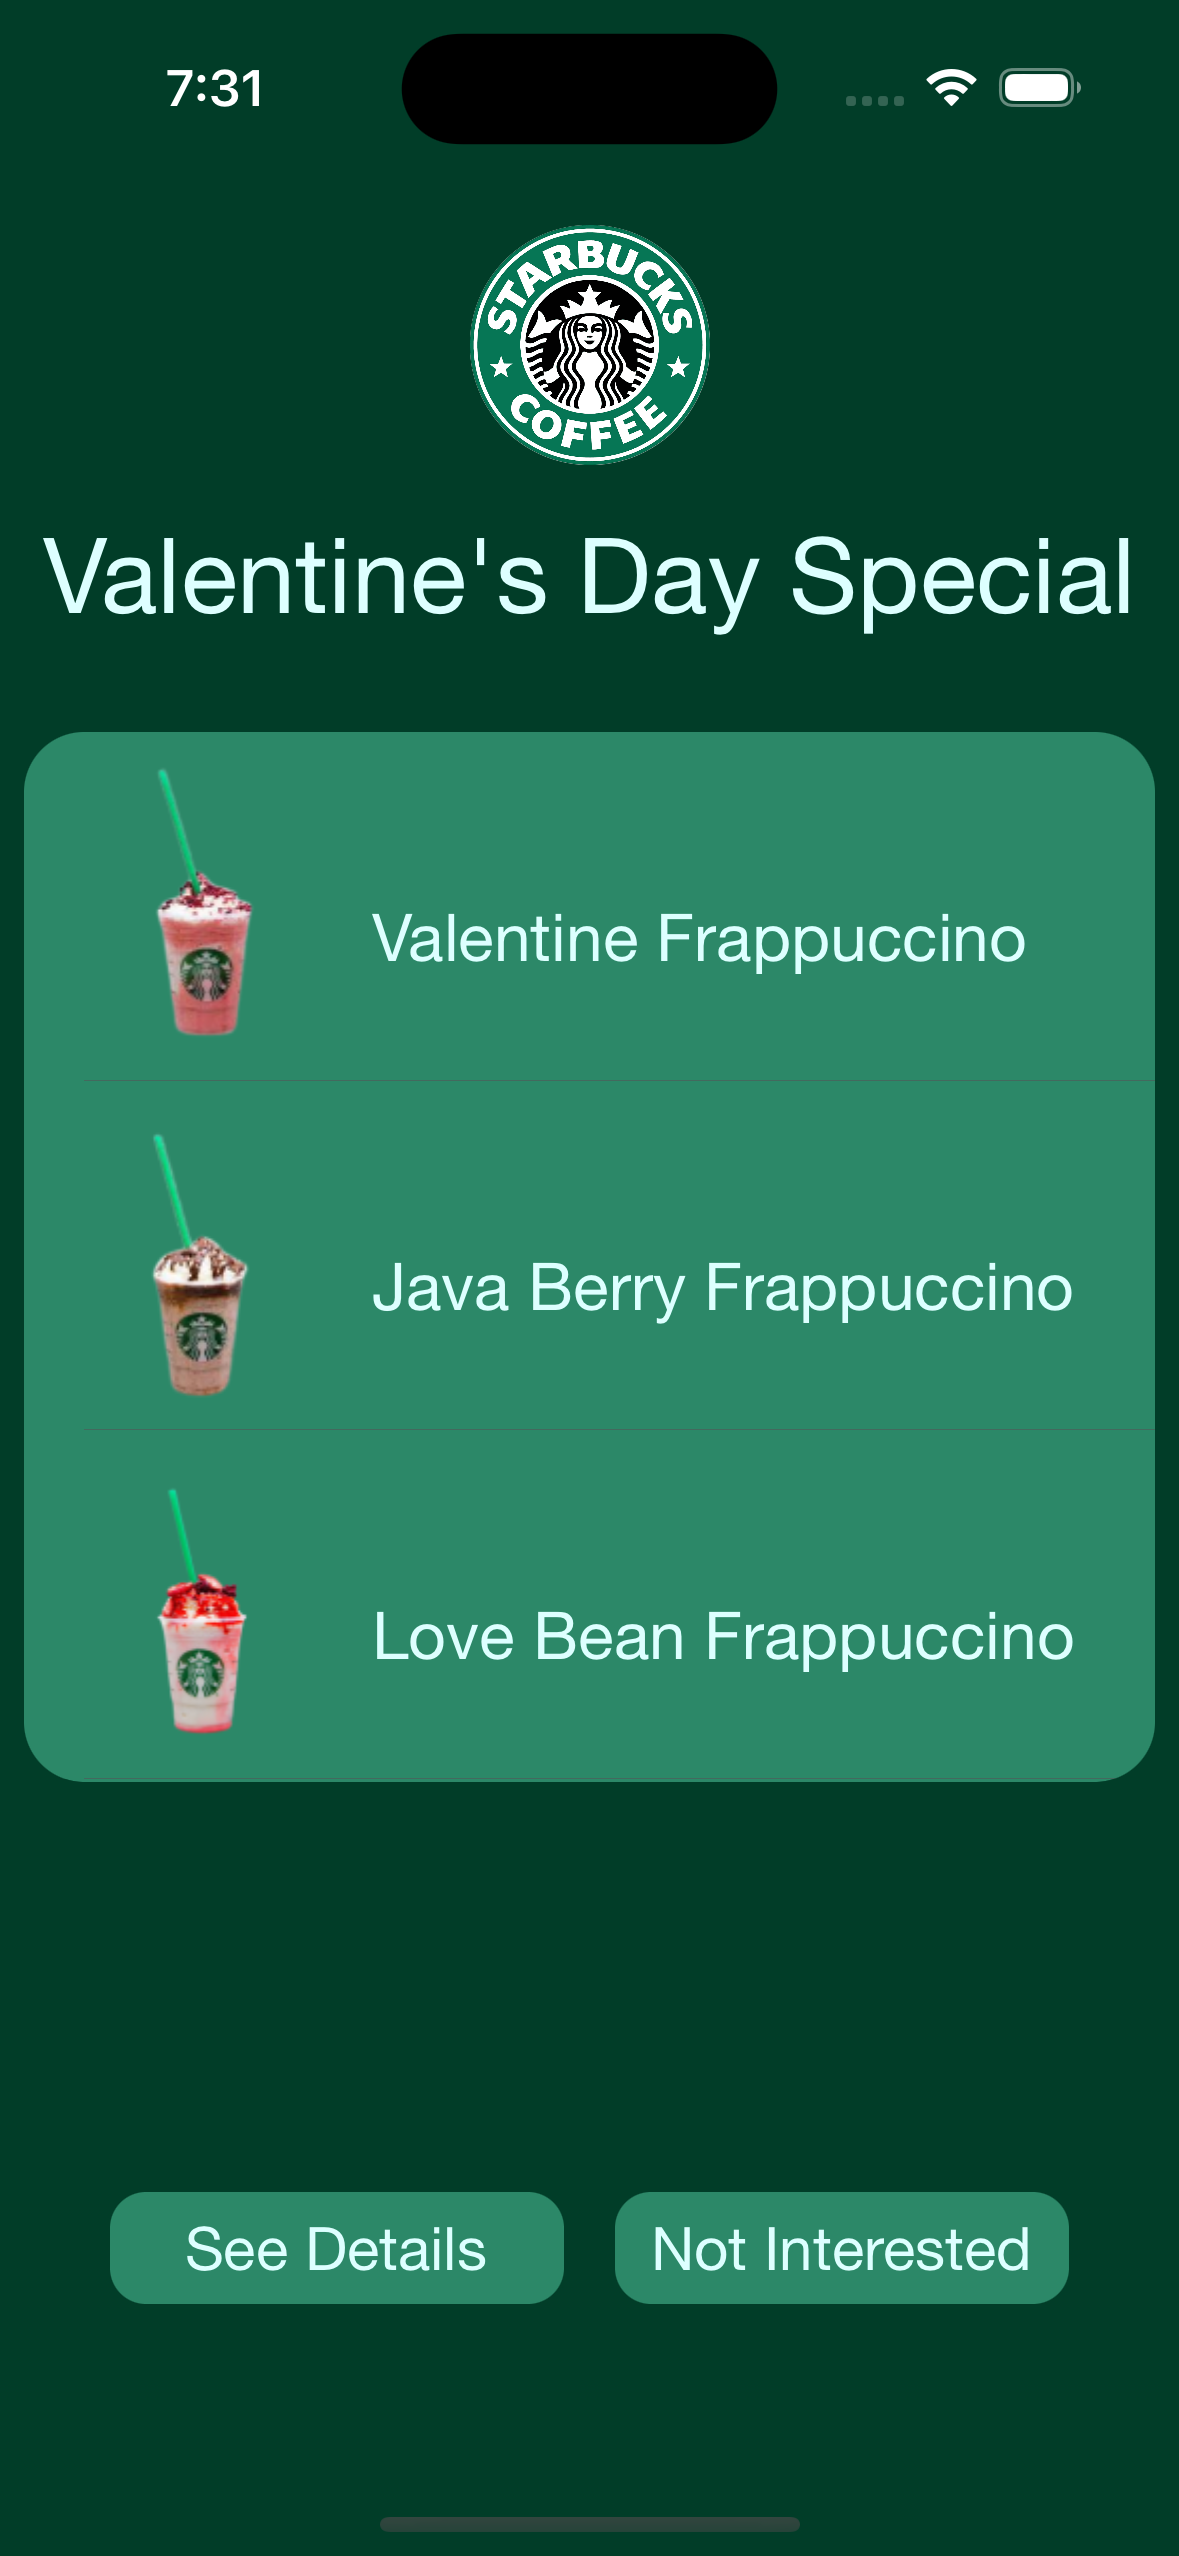 7:31
STARBUCKS
COFFEE
Valentine's Day Special
Valentine Frappuccino
Java Berry Frappuccino
Love Bean Frappuccino
See Details
Not Interested